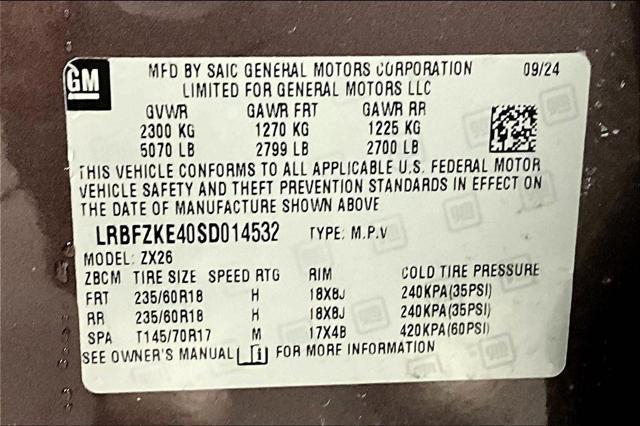 GM
MFD BY SAIC GENERAL MOTORS CORPORATION 09/24
LIMITED FOR GENERAL MOTORS LLC
GVWR GAWR FRT GAWR RR
2300 KG 1270 KG 1225 KG
5070 LB 2799 LB 2700 LB
THIS VEHICLE CONFORMS TO ALL APPLICABLE U.S. FEDERAL MOTOR
VEHICLE SAFETY AND THEFT PREVENTION STANDARDS IN EFFECT ON
THE DATE OF MANUFACTURE SHOWN ABOVE
LRBFZKE40SD014532 TYPE: M.P.V
MODEL: ZX26
ZBCM TIRE SIZE SPEED RTG RIM COLD TIRE PRESSURE
FRT 235/60R18 H 18X8J 240KPA(35PSI)
RR 235/60R18 H 18X8J 240KPA(35PSI)
SPA T145/70R17 M 17X4B 420KPA(60PSI)
SEE OWNER'S MANUAL i FOR MORE INFORMATION